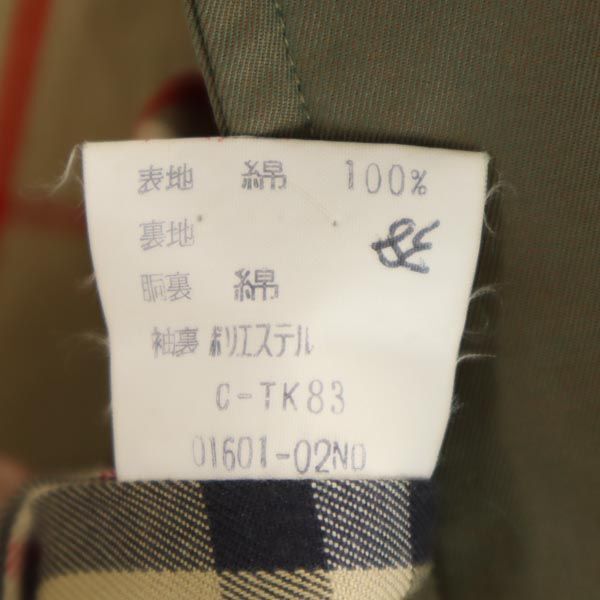 表地 綿 100%
裏地
胴裏 綿
袖裏 ポリエステル
C-TK83
01601-02ND